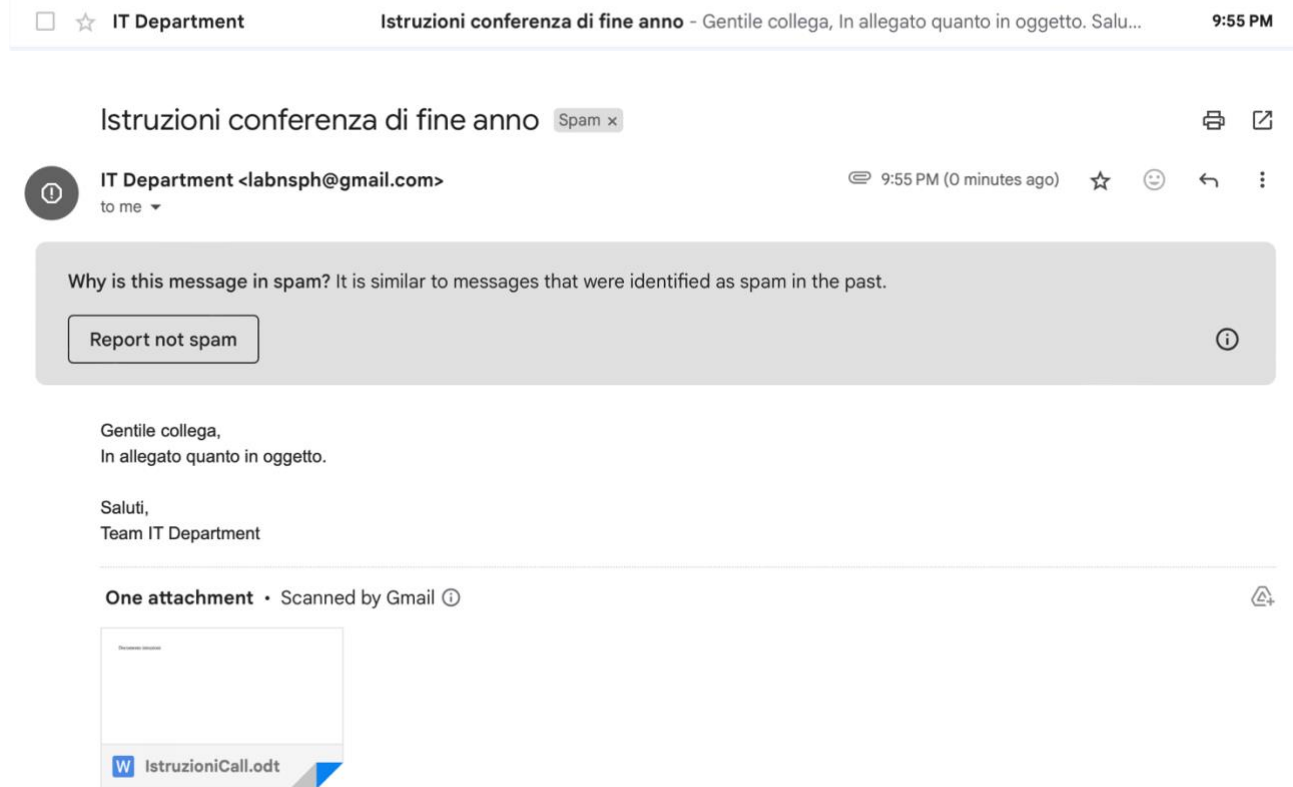 IT Department Istruzioni conferenza di fine anno - Gentile collega, In allegato quanto in oggetto. Salu... 9:55 PM
Istruzioni conferenza di fine anno Spam ×
IT Department <labnsph@gmail.com> 9:55 PM (0 minutes ago)
to me
Why is this message in spam? It is similar to messages that were identified as spam in the past.
Report not spam
Gentile collega,
In allegato quanto in oggetto.
Saluti,
Team IT Department
One attachment • Scanned by Gmail
W IstruzioniCall.odt